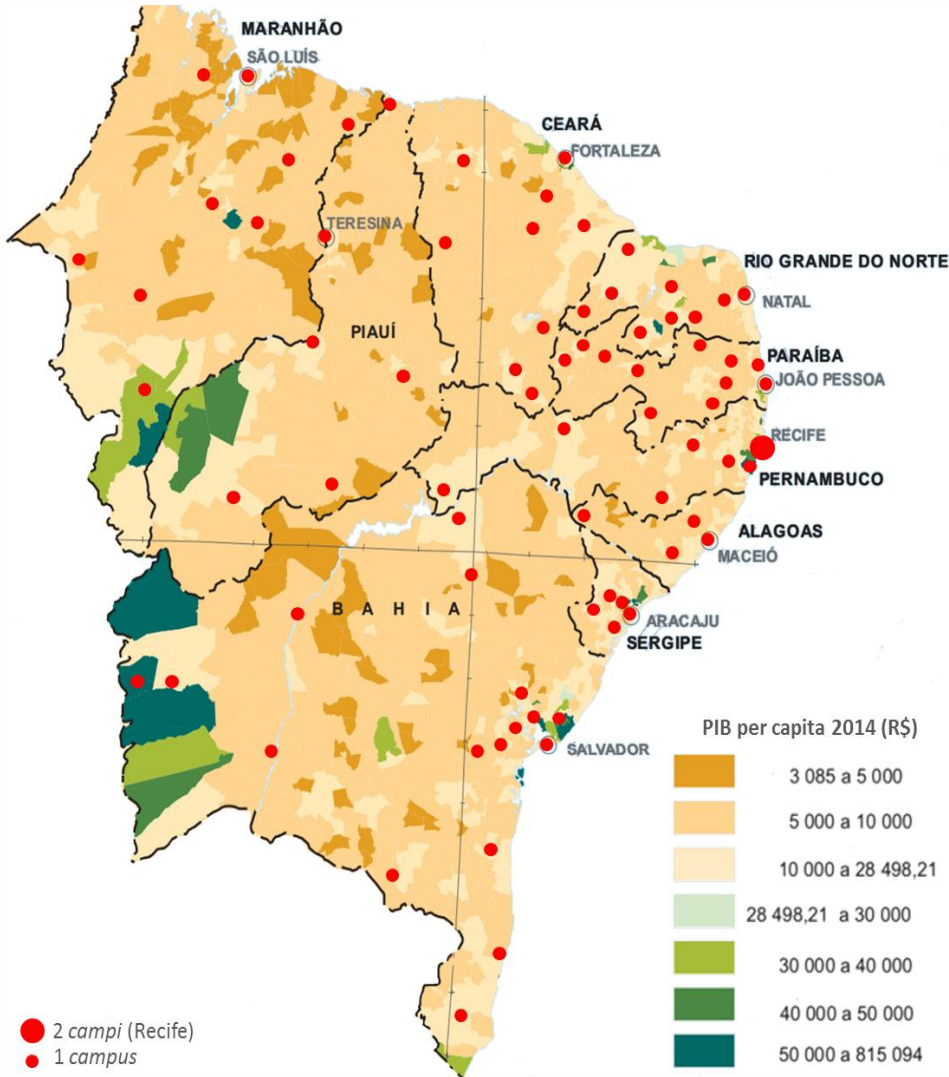 MARANHÃO
SÃO LUÍS
CEARÁ
FORTALEZA
TERESINA
RIO GRANDE DO NORTE
NATAL
PIAUÍ
PARAÍBA
JOÃO PESSOA
RECIFE
PERNAMBUCO
ALAGOAS
MACEIÓ
BAHIA
ARACAJU
SERGIPE
SALVADOR
PIB per capita 2014 (R$)
3 085 a 5 000
5 000 a 10 000
10 000 a 28 498,21
28 498,21 a 30 000
30 000 a 40 000
40 000 a 50 000
50 000 a 815 094
2 campi (Recife)
1 campus